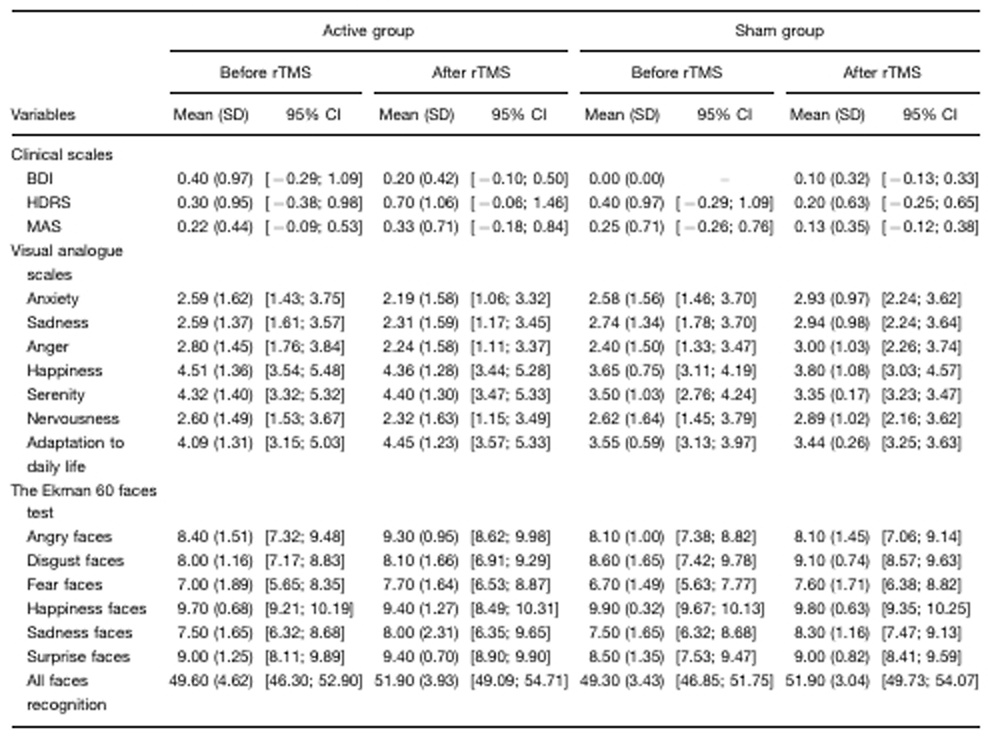 Active group Sham group
Before rTMS After rTMS Before rTMS After rTMS
Variables Mean (SD) 95% CI Mean (SD) 95% CI Mean (SD) 95% CI Mean (SD) 95% CI
Clinical scales
BDI 0.40 (0.97) [−0.29; 1.09] 0.20 (0.42) [−0.10; 0.50] 0.00 (0.00) – 0.10 (0.32) [−0.13; 0.33]
HDRS 0.30 (0.95) [−0.38; 0.98] 0.70 (1.06) [−0.06; 1.46] 0.40 (0.97) [−0.29; 1.09] 0.20 (0.63) [−0.25; 0.65]
MAS 0.22 (0.44) [−0.09; 0.53] 0.33 (0.71) [−0.18; 0.84] 0.25 (0.71) [−0.26; 0.76] 0.13 (0.35) [−0.12; 0.38]
Visual analogue
scales
Anxiety 2.59 (1.62) [1.43; 3.75] 2.19 (1.58) [1.06; 3.32] 2.58 (1.56) [1.46; 3.70] 2.93 (0.97) [2.24; 3.62]
Sadness 2.59 (1.37) [1.61; 3.57] 2.31 (1.59) [1.17; 3.45] 2.74 (1.34) [1.78; 3.70] 2.94 (0.98) [2.24; 3.64]
Anger 2.80 (1.45) [1.76; 3.84] 2.24 (1.58) [1.11; 3.37] 2.40 (1.50) [1.33; 3.47] 3.00 (1.03) [2.26; 3.74]
Happiness 4.51 (1.36) [3.54; 5.48] 4.36 (1.28) [3.44; 5.28] 3.65 (0.75) [3.11; 4.19] 3.80 (1.08) [3.03; 4.57]
Serenity 4.32 (1.40) [3.32; 5.32] 4.40 (1.30) [3.47; 5.33] 3.50 (1.03) [2.76; 4.24] 3.35 (0.17) [3.23; 3.47]
Nervousness 2.60 (1.49) [1.53; 3.67] 2.32 (1.63) [1.15; 3.49] 2.62 (1.64) [1.45; 3.79] 2.89 (1.02) [2.16; 3.62]
Adaptation to 4.09 (1.31) [3.15; 5.03] 4.45 (1.23) [3.57; 5.33] 3.55 (0.59) [3.13; 3.97] 3.44 (0.26) [3.25; 3.63]
daily life
The Ekman 60 faces
test
Angry faces 8.40 (1.51) [7.32; 9.48] 9.30 (0.95) [8.62; 9.98] 8.10 (1.00) [7.38; 8.82] 8.10 (1.45) [7.06; 9.14]
Disgust faces 8.00 (1.16) [7.17; 8.83] 8.10 (1.66) [6.91; 9.29] 8.60 (1.65) [7.42; 9.78] 9.10 (0.74) [8.57; 9.63]
Fear faces 7.00 (1.89) [5.65; 8.35] 7.70 (1.64) [6.53; 8.87] 6.70 (1.49) [5.63; 7.77] 7.60 (1.71) [6.38; 8.82]
Happiness faces 9.70 (0.68) [9.21; 10.19] 9.40 (1.27) [8.49; 10.31] 9.90 (0.32) [9.67; 10.13] 9.80 (0.63) [9.35; 10.25]
Sadness faces 7.50 (1.65) [6.32; 8.68] 8.00 (2.31) [6.35; 9.65] 7.50 (1.65) [6.32; 8.68] 8.30 (1.16) [7.47; 9.13]
Surprise faces 9.00 (1.25) [8.11; 9.89] 9.40 (0.70) [8.90; 9.90] 8.50 (1.35) [7.53; 9.47] 9.00 (0.82) [8.41; 9.59]
All faces 49.60 (4.62) [46.30; 52.90] 51.90 (3.93) [49.09; 54.71] 49.30 (3.43) [46.85; 51.75] 51.90 (3.04) [49.73; 54.07]
recognition